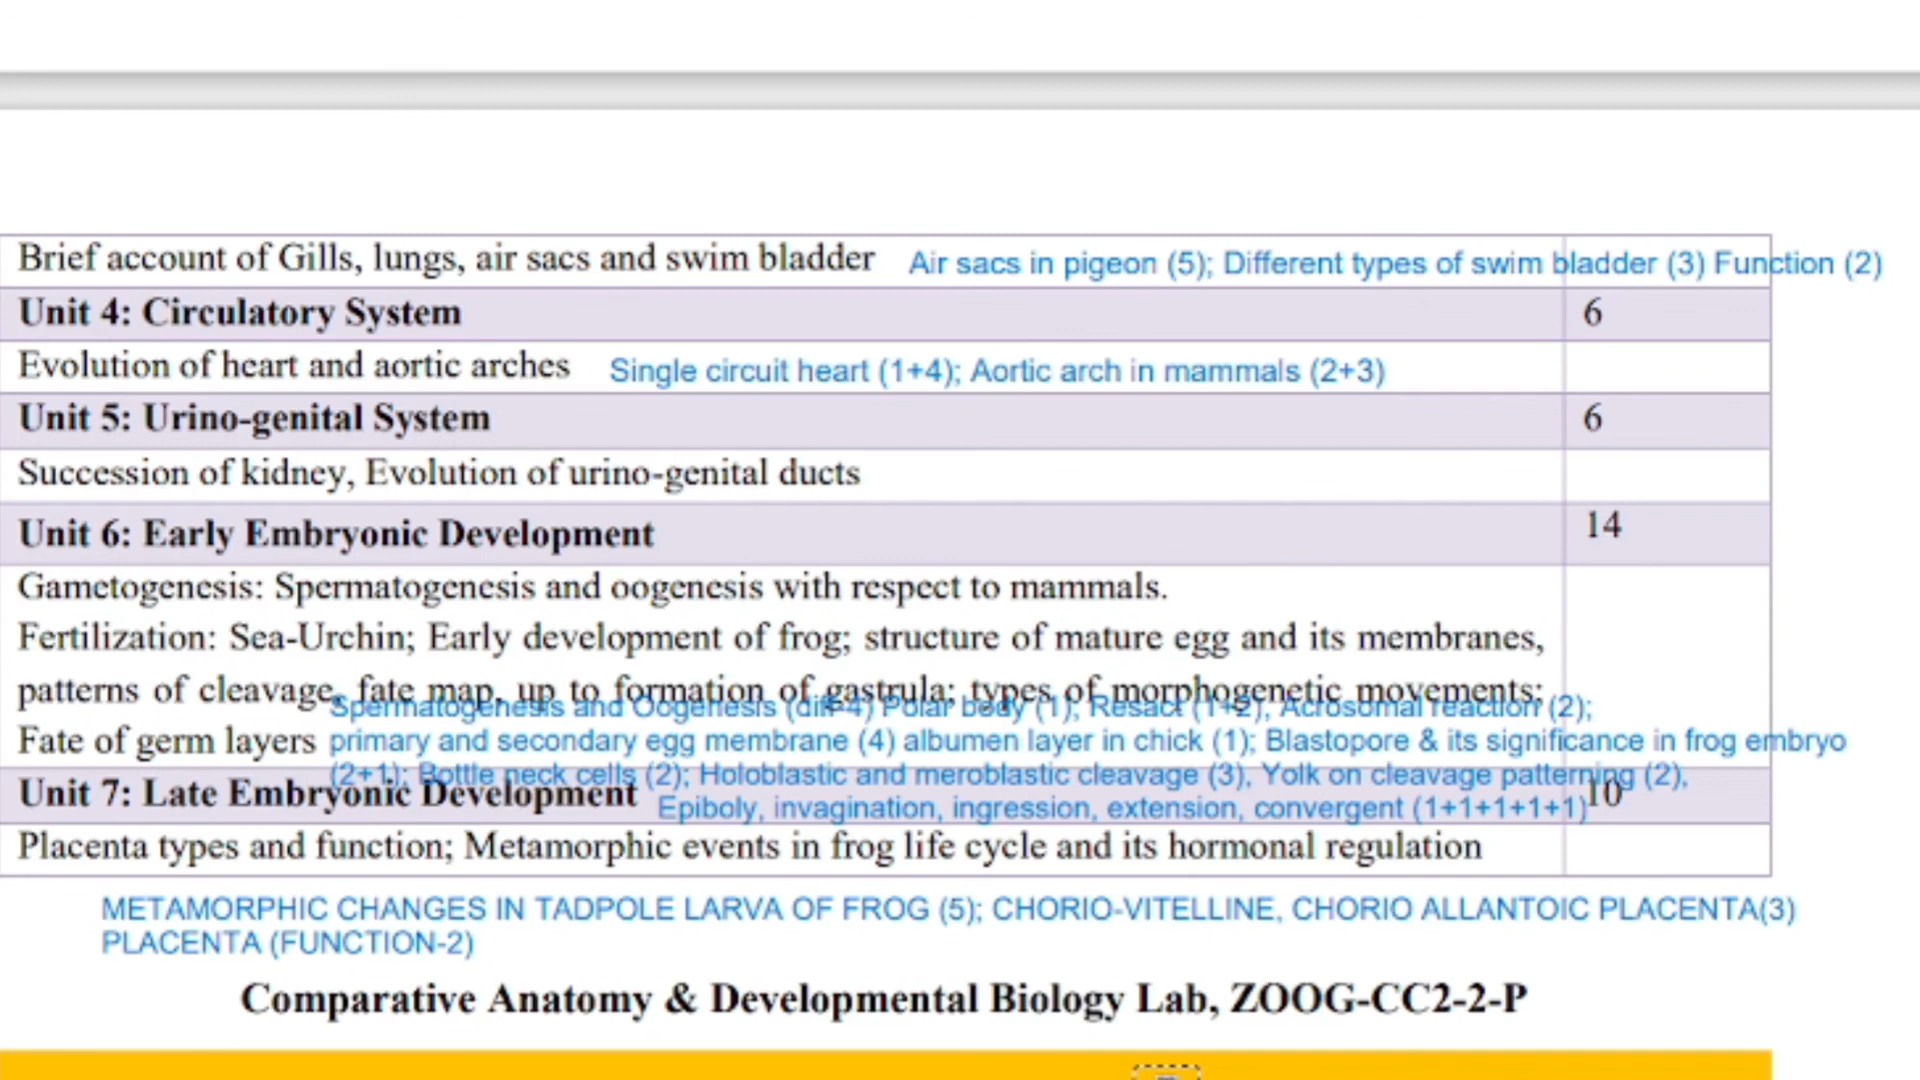 Brief account of Gills, lungs, air sacs and swim bladder Air sacs in pigeon (5); Different types of swim bladder (3) Function (2)
Unit 4: Circulatory System 6
Evolution of heart and aortic arches Single circuit heart (1+4); Aortic arch in mammals (2+3)
Unit 5: Urino-genital System 6
Succession of kidney, Evolution of urino-genital ducts
Unit 6: Early Embryonic Development 14
Gametogenesis: Spermatogenesis and oogenesis with respect to mammals.
Fertilization: Sea-Urchin; Early development of frog; structure of mature egg and its membranes,
patterns of cleavage, fate map, up to formation of gastrula; types of morphogenetic movements;
Spermatogenesis and Oogenesis (diff-4) Polar body (1); Resact (1+2), Acrosomal reaction (2);
Fate of germ layers primary and secondary egg membrane (4) albumen layer in chick (1); Blastopore & its significance in frog embryo
(2+1); Bottle neck cells (2); Holoblastic and meroblastic cleavage (3), Yolk on cleavage patterning (2),
Unit 7: Late Embryonic Development 10
Epiboly, invagination, ingression, extension, convergent (1+1+1+1+1)
Placenta types and function; Metamorphic events in frog life cycle and its hormonal regulation
METAMORPHIC CHANGES IN TADPOLE LARVA OF FROG (5); CHORIO-VITELLINE, CHORIO ALLANTOIC PLACENTA(3)
PLACENTA (FUNCTION-2)
Comparative Anatomy & Developmental Biology Lab, ZOOG-CC2-2-P